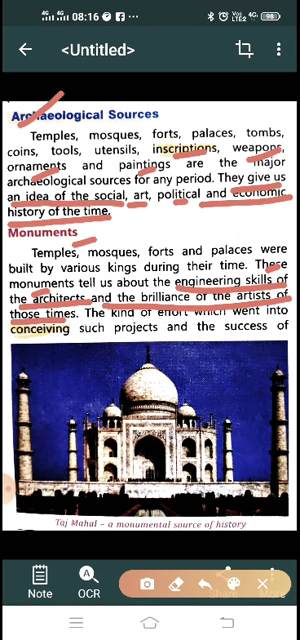 08:16
98
<Untitled>
Archaeological Sources
Temples, mosques, forts, palaces, tombs,
coins, tools, utensils, inscriptions, weapons,
ornaments and paintings are the major
archaeological sources for any period. They give us
an idea of the social, art, political and economic
history of the time.
Monuments
Temples, mosques, forts and palaces were
built by various kings during their time. These
monuments tell us about the engineering skills of
the architects and the brilliance of the artists of
those times. The kind of effort which went into
conceiving such projects and the success of
Taj Mahal – a monumental source of history
Note OCR Share More